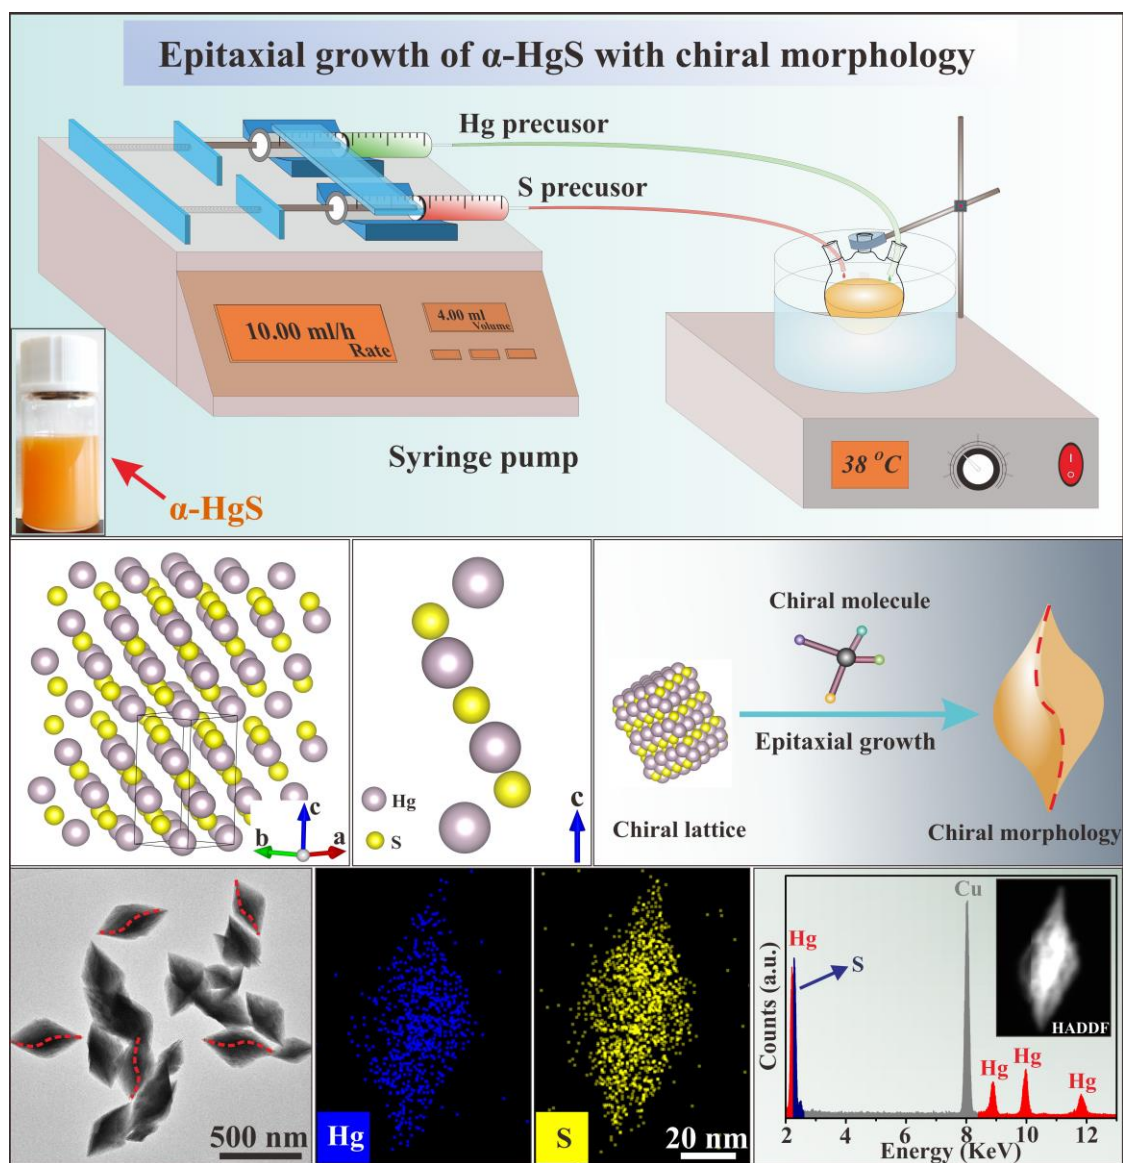 Epitaxial growth of α-HgS with chiral morphology
Hg precusor
S precusor
10.00 ml/h
Rate
4.00 ml
Volume
Syringe pump
α-HgS
38 °C
I
O
Hg
S
c
b
a
c
Chiral molecule
Epitaxial growth
Chiral lattice
Chiral morphology
500 nm
Hg
S
20 nm
Counts (a.u.)
Hg
S
Cu
HADDF
Hg
Hg
Hg
2 4 6 8 10 12
Energy (KeV)